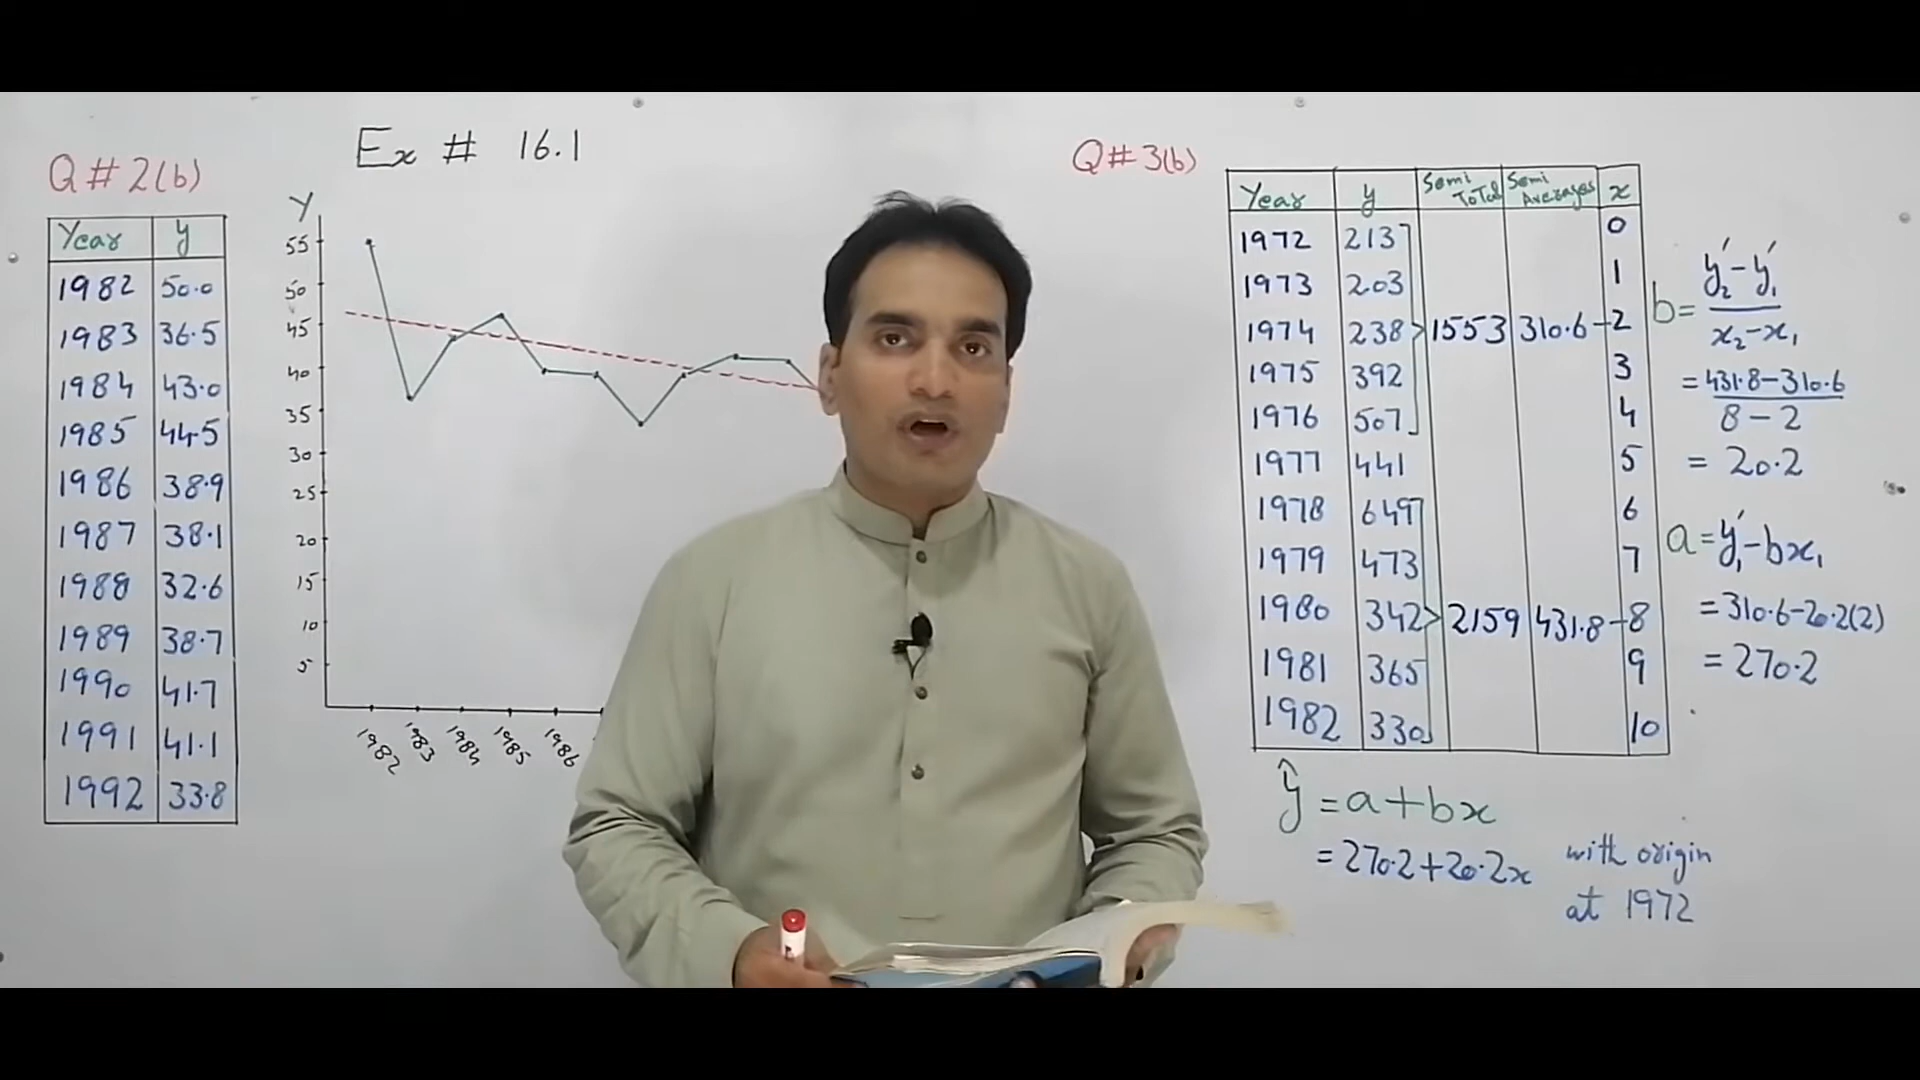 Ex # 16.1
Q # 2(b)
Year y
1982 50.0
1983 36.5
1984 43.0
1985 44.5
1986 38.9
1987 38.1
1988 32.6
1989 38.7
1990 41.7
1991 41.1
1992 33.8
Y
55
50
45
40
35
30
25
20
15
10
5
1982 1983 1984 1985 1986
Q # 3(b)
Year y Semi Total Semi Averages x
1972 213 0
1973 203 1
1974 238 1553 310.6 2
1975 392 3
1976 507 4
1977 441 5
1978 649 6
1979 473 7
1980 342 2159 431.8 8
1981 365 9
1982 330 10
b = y₂′ - y₁′ / x₂ - x₁
= 431.8 - 310.6 / 8 - 2
= 20.2
a = y₁′ - bx₁
= 310.6 - 20.2(2)
= 270.2
ŷ = a + bx
= 270.2 + 20.2x with origin
at 1972